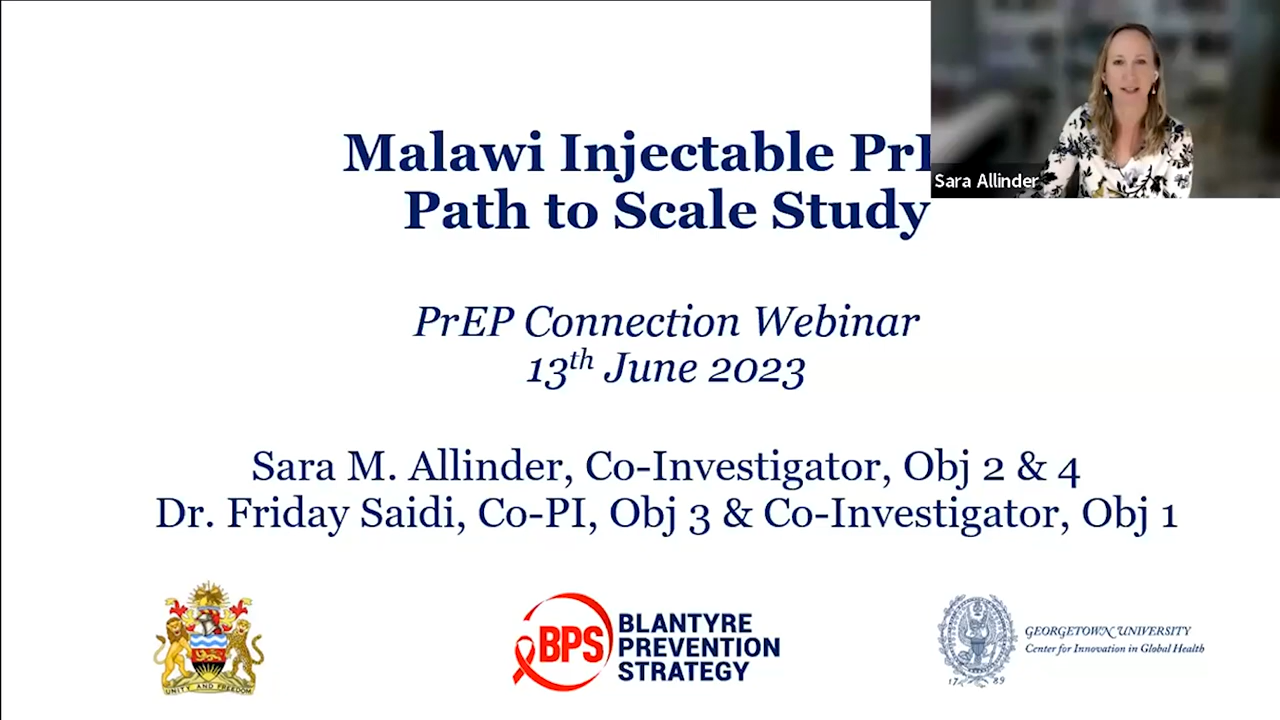 Malawi Injectable Pr
Path to Scale Study
Sara Allinder
PrEP Connection Webinar
13th June 2023
Sara M. Allinder, Co-Investigator, Obj 2 & 4
Dr. Friday Saidi, Co-PI, Obj 3 & Co-Investigator, Obj 1
UNITY AND FREEDOM
BPS
BLANTYRE
PREVENTION
STRATEGY
17 89
GEORGETOWN UNIVERSITY
Center for Innovation in Global Health